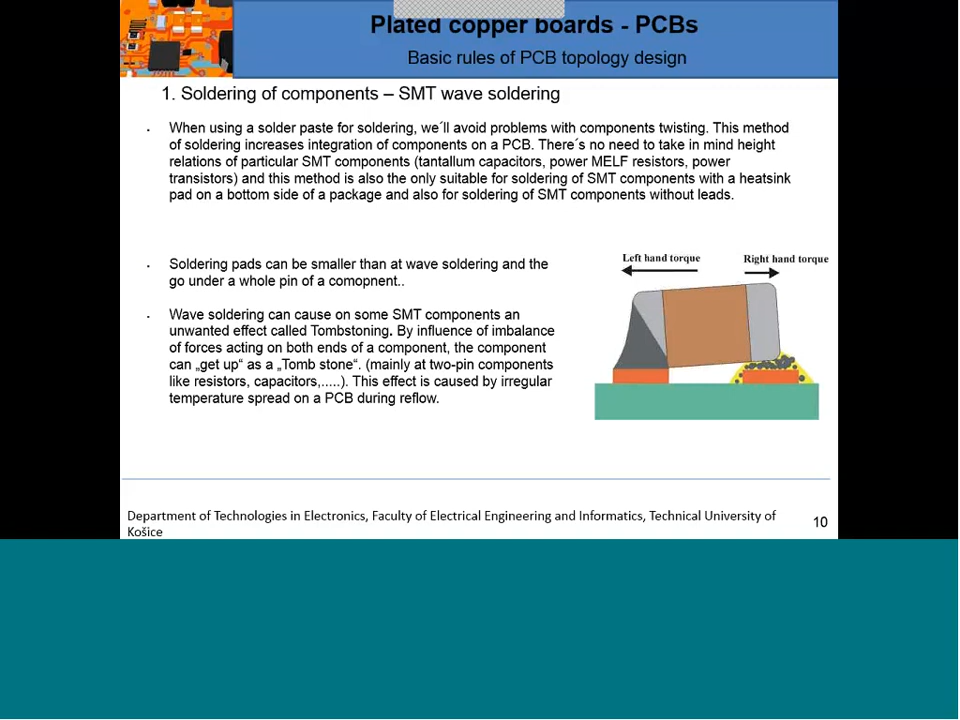 Plated copper boards - PCBs
Basic rules of PCB topology design
1. Soldering of components – SMT wave soldering
When using a solder paste for soldering, we´ll avoid problems with components twisting. This method
of soldering increases integration of components on a PCB. There´s no need to take in mind height
relations of particular SMT components (tantallum capacitors, power MELF resistors, power
transistors) and this method is also the only suitable for soldering of SMT components with a heatsink
pad on a bottom side of a package and also for soldering of SMT components without leads.
Soldering pads can be smaller than at wave soldering and the
go under a whole pin of a comopnent..
Wave soldering can cause on some SMT components an
unwanted effect called Tombstoning. By influence of imbalance
of forces acting on both ends of a component, the component
can „get up“ as a „Tomb stone“. (mainly at two-pin components
like resistors, capacitors,.....). This effect is caused by irregular
temperature spread on a PCB during reflow.
Left hand torque
Right hand torque
Department of Technologies in Electronics, Faculty of Electrical Engineering and Informatics, Technical University of
Košice
10